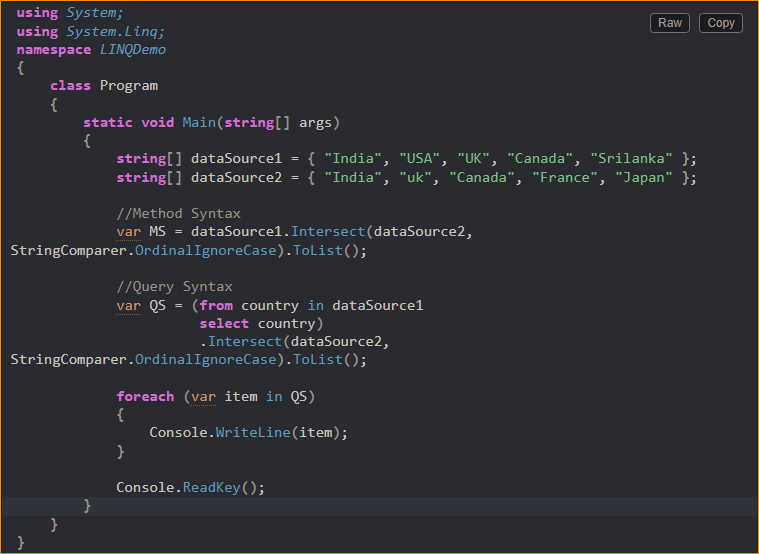 using System;
using System.Linq;
Raw Copy
namespace LINQDemo
{
    class Program
    {
        static void Main(string[] args)
        {
            string[] dataSource1 = { "India", "USA", "UK", "Canada", "Srilanka" };
            string[] dataSource2 = { "India", "uk", "Canada", "France", "Japan" };

            //Method Syntax
            var MS = dataSource1.Intersect(dataSource2,
StringComparer.OrdinalIgnoreCase).ToList();

            //Query Syntax
            var QS = (from country in dataSource1
                      select country)
                      .Intersect(dataSource2,
StringComparer.OrdinalIgnoreCase).ToList();

            foreach (var item in QS)
            {
                Console.WriteLine(item);
            }

            Console.ReadKey();
        }
    }
}